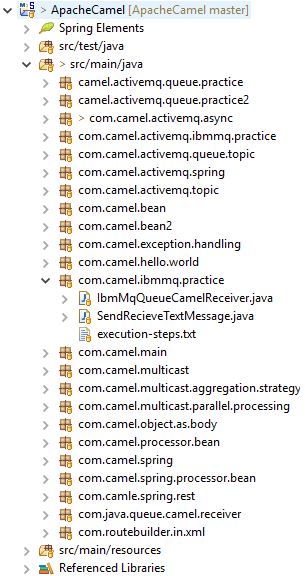 > ApacheCamel [ApacheCamel master]
Spring Elements
src/test/java
> src/main/java
camel.activemq.queue.practice
camel.activemq.queue.practice2
> com.camel.activemq.async
com.camel.activemq.ibmmq.practice
com.camel.activemq.queue.topic
com.camel.activemq.spring
com.camel.activemq.topic
com.camel.bean
com.camel.bean2
com.camel.exception.handling
com.camel.hello.world
com.camel.ibmmq.practice
IbmMqQueueCamelReceiver.java
SendRecieveTextMessage.java
execution-steps.txt
com.camel.main
com.camel.multicast
com.camel.multicast.aggregation.strategy
com.camel.multicast.parallel.processing
com.camel.object.as.body
com.camel.processor.bean
com.camel.spring
com.camel.spring.processor.bean
com.camle.spring.rest
com.java.queue.camel.receiver
com.routebuilder.in.xml
src/main/resources
Referenced Libraries